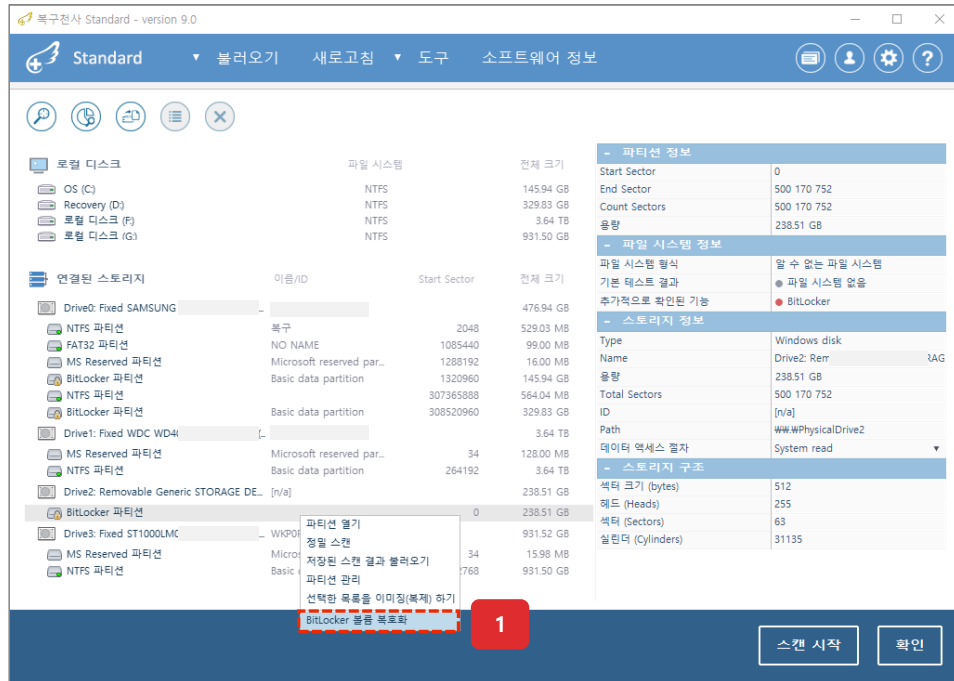 복구천사 Standard - version 9.0
Standard ▼ 불러오기 새로고침 ▼ 도구 소프트웨어 정보
로컬 디스크 파일 시스템 전체 크기
OS (C:) NTFS 145.94 GB
Recovery (D:) NTFS 329.83 GB
로컬 디스크 (F:) NTFS 3.64 TB
로컬 디스크 (G:) NTFS 931.50 GB
연결된 스토리지 이름/ID Start Sector 전체 크기
Drive0: Fixed SAMSUNG 476.94 GB
NTFS 파티션 복구 2048 529.03 MB
FAT32 파티션 NO NAME 1085440 99.00 MB
MS Reserved 파티션 Microsoft reserved par... 1288192 16.00 MB
BitLocker 파티션 Basic data partition 1320960 145.94 GB
NTFS 파티션 307365888 564.04 MB
BitLocker 파티션 Basic data partition 308520960 329.83 GB
Drive1: Fixed WDC 3.64 TB
MS Reserved 파티션 Microsoft reserved par... 34 128.00 MB
NTFS 파티션 Basic data partition 264192 3.64 TB
Drive2: Removable Generic STORAGE DE... [n/a] 238.51 GB
BitLocker 파티션 0 238.51 GB
Drive3: Fixed 931.52 GB
MS Reserved 파티션 34 15.98 MB
NTFS 파티션 931.50 GB
파티션 열기
정밀 스캔
저장된 스캔 결과 불러오기
파티션 관리
선택한 목록을 이미징(복제) 하기
BitLocker 볼륨 복호화
1
- 파티션 정보
Start Sector 0
End Sector 500 170 752
Count Sectors 500 170 752
용량 238.51 GB
- 파일 시스템 정보
파일 시스템 형식 알 수 없는 파일 시스템
기본 테스트 결과 파일 시스템 없음
추가적으로 확인된 기능 BitLocker
- 스토리지 정보
Type Windows disk
Name Drive2:
용량 238.51 GB
Total Sectors 500 170 752
ID [n/a]
Path ₩₩.₩PhysicalDrive2
데이터 액세스 절차 System read ▼
- 스토리지 구조
섹터 크기 (bytes) 512
헤드 (Heads) 255
섹터 (Sectors) 63
실린더 (Cylinders) 31135
스캔 시작 확인